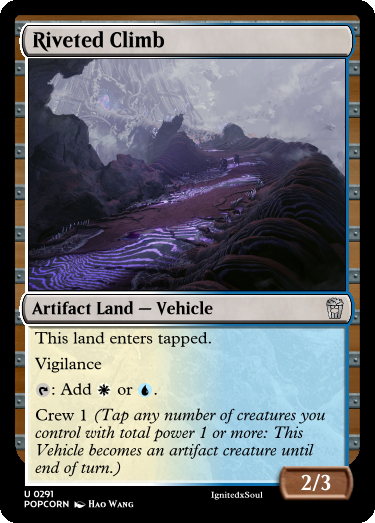 Riveted Climb
Artifact Land — Vehicle
This land enters tapped.
Vigilance
: Add or .
Crew 1 (Tap any number of creatures you
control with total power 1 or more: This
Vehicle becomes an artifact creature until
end of turn.)
2/3
U 0291
POPCORN Hao Wang
IgnitedxSoul